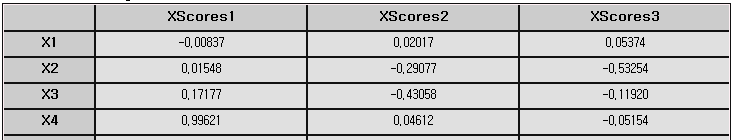 XScores1 XScores2 XScores3
X1 -0,00837 0,02017 0,05374
X2 0,01548 -0,29077 -0,53254
X3 0,17177 -0,43058 -0,11920
X4 0,99621 0,04612 -0,05154